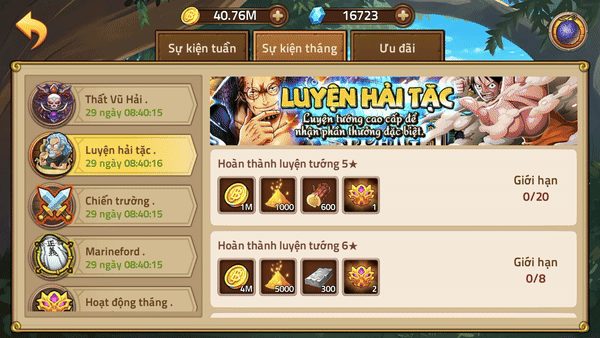 40.76M
16723
Sự kiện tuần
Sự kiện tháng
Ưu đãi
Thất Vũ Hải .
29 ngày 08:40:15
Luyện hải tặc .
29 ngày 08:40:16
Chiến trường .
29 ngày 08:40:15
Marineford .
29 ngày 08:40:15
Hoạt động tháng .
LUYỆN HẢI TẶC
Luyện tướng cao cấp để
nhận phần thưởng đặc biệt.
Hoàn thành luyện tướng 5★
1M
1000
600
1
Giới hạn
0/20
Hoàn thành luyện tướng 6★
4M
5000
300
2
Giới hạn
0/8